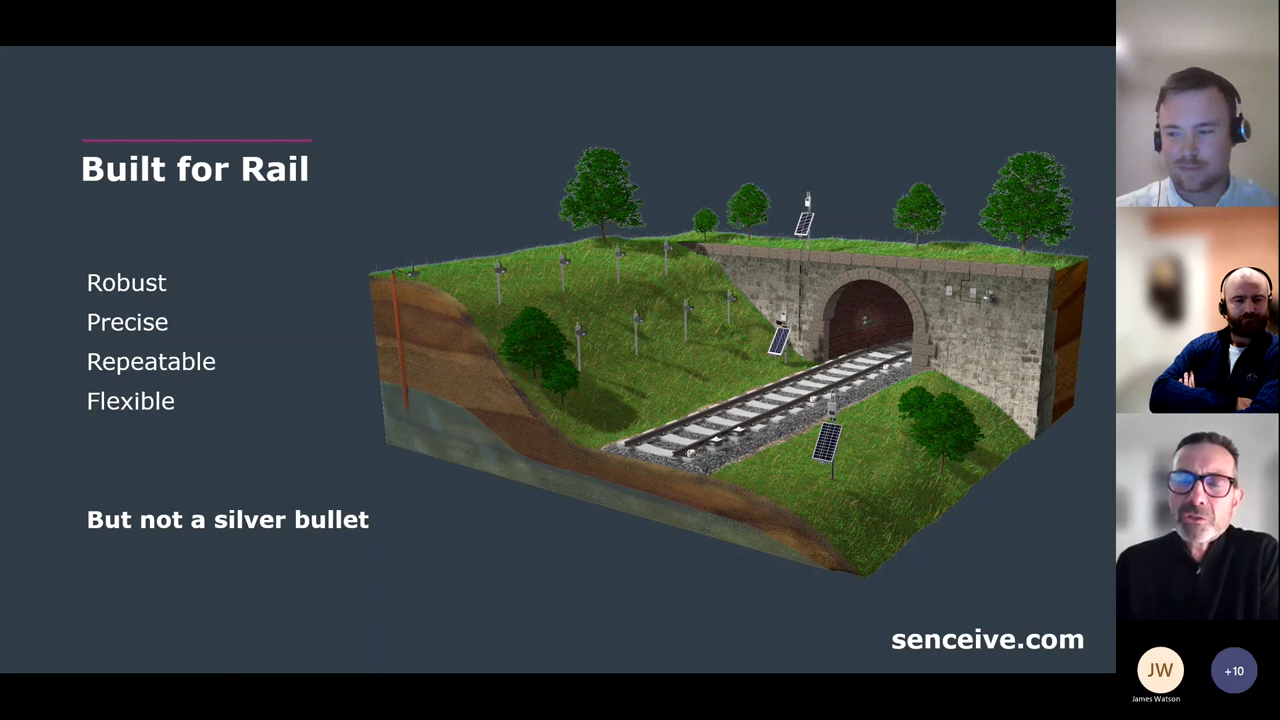 Built for Rail
Robust
Precise
Repeatable
Flexible
But not a silver bullet
senceive.com
JW
+10
James Watson